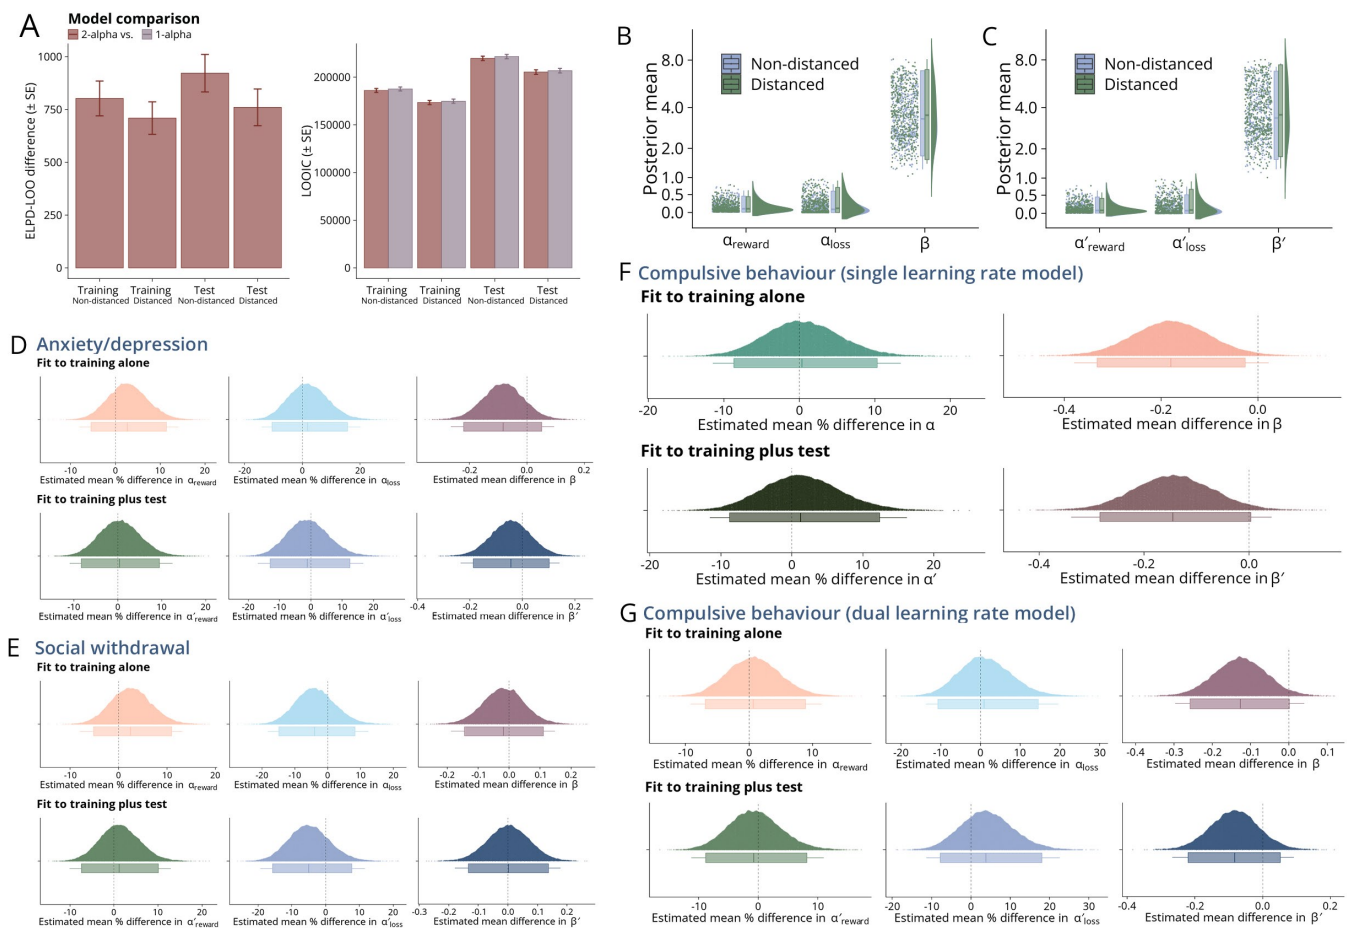 A
Model comparison
2-alpha vs. 1-alpha
ELPD-LOO difference (± SE)
1000
750
500
250
0
Training Training Test Test
Non-distanced Distanced Non-distanced Distanced
LOOIC (± SE)
200000
150000
100000
50000
0
Training Training Test Test
Non-distanced Distanced Non-distanced Distanced
B
Non-distanced
Distanced
Posterior mean
8.0
4.0
2.0
1.0
0.5
0.0
αreward αloss β
C
Non-distanced
Distanced
Posterior mean
8.0
4.0
2.0
1.0
0.5
0.0
α′reward α′loss β′
D Anxiety/depression
Fit to training alone
-10 0 10 20
Estimated mean % difference in αreward
-20 0 20
Estimated mean % difference in αloss
-0.2 0.0 0.2
Estimated mean difference in β
Fit to training plus test
-10 0 10 20
Estimated mean % difference in α′reward
-20 -10 0 10 20
Estimated mean % difference in α′loss
-0.4 -0.2 0.0 0.2
Estimated mean difference in β′
E Social withdrawal
Fit to training alone
-10 0 10 20
Estimated mean % difference in αreward
-20 -10 0 10 20
Estimated mean % difference in αloss
-0.2 -0.1 0.0 0.1 0.2
Estimated mean difference in β
Fit to training plus test
-10 0 10 20
Estimated mean % difference in α′reward
-20 -10 0 10 20
Estimated mean % difference in α′loss
-0.3 -0.2 -0.1 0.0 0.1 0.2
Estimated mean difference in β′
F Compulsive behaviour (single learning rate model)
Fit to training alone
-20 -10 0 10 20
Estimated mean % difference in α
-0.4 -0.2 0.0
Estimated mean difference in β
Fit to training plus test
-20 -10 0 10 20
Estimated mean % difference in α′
-0.4 -0.2 0.0
Estimated mean difference in β′
G Compulsive behaviour (dual learning rate model)
Fit to training alone
-10 0 10
Estimated mean % difference in αreward
-20 -10 0 10 20 30
Estimated mean % difference in αloss
-0.4 -0.3 -0.2 -0.1 0.0 0.1
Estimated mean difference in β
Fit to training plus test
-10 0 10
Estimated mean % difference in α′reward
-20 -10 0 10 20 30
Estimated mean % difference in α′loss
-0.4 -0.2 0.0 0.2
Estimated mean difference in β′